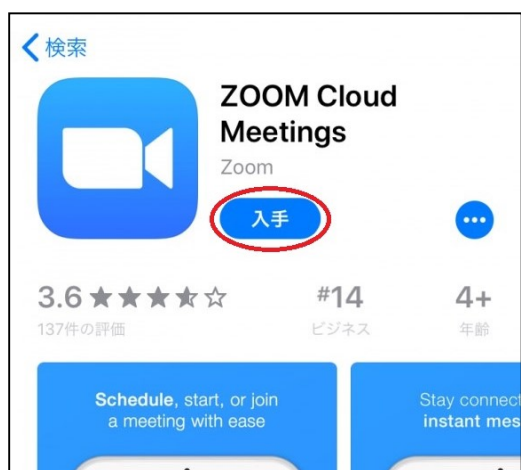 検索
ZOOM Cloud
Meetings
Zoom
入手
3.6
#14
4+
137件の評価
ビジネス
年齢
Schedule, start, or join
a meeting with ease
Stay connect
instant mes